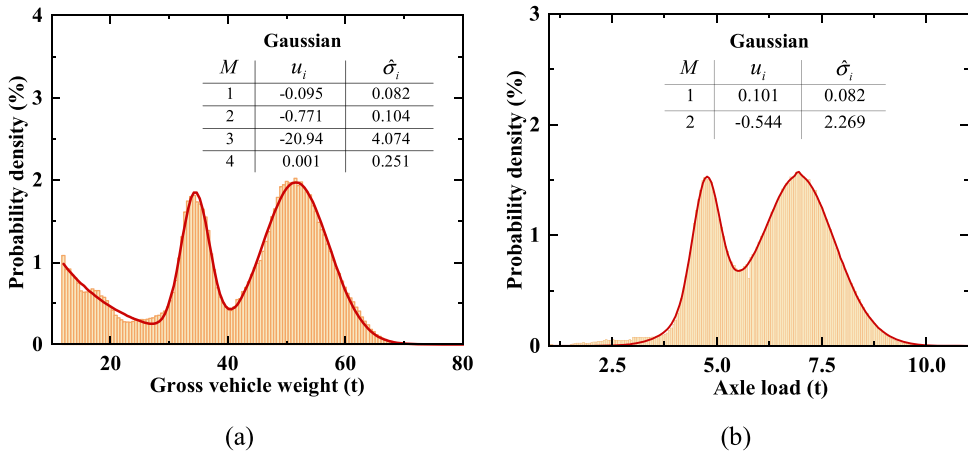 4
3
2
1
0
Probability density (%)
Gaussian
M u_i σ̂_i
1 -0.095 0.082
2 -0.771 0.104
3 -20.94 4.074
4 0.001 0.251
20 40 60 80
Gross vehicle weight (t)
(a)
3
2
1
0
Probability density (%)
Gaussian
M u_i σ̂_i
1 0.101 0.082
2 -0.544 2.269
2.5 5.0 7.5 10.0
Axle load (t)
(b)